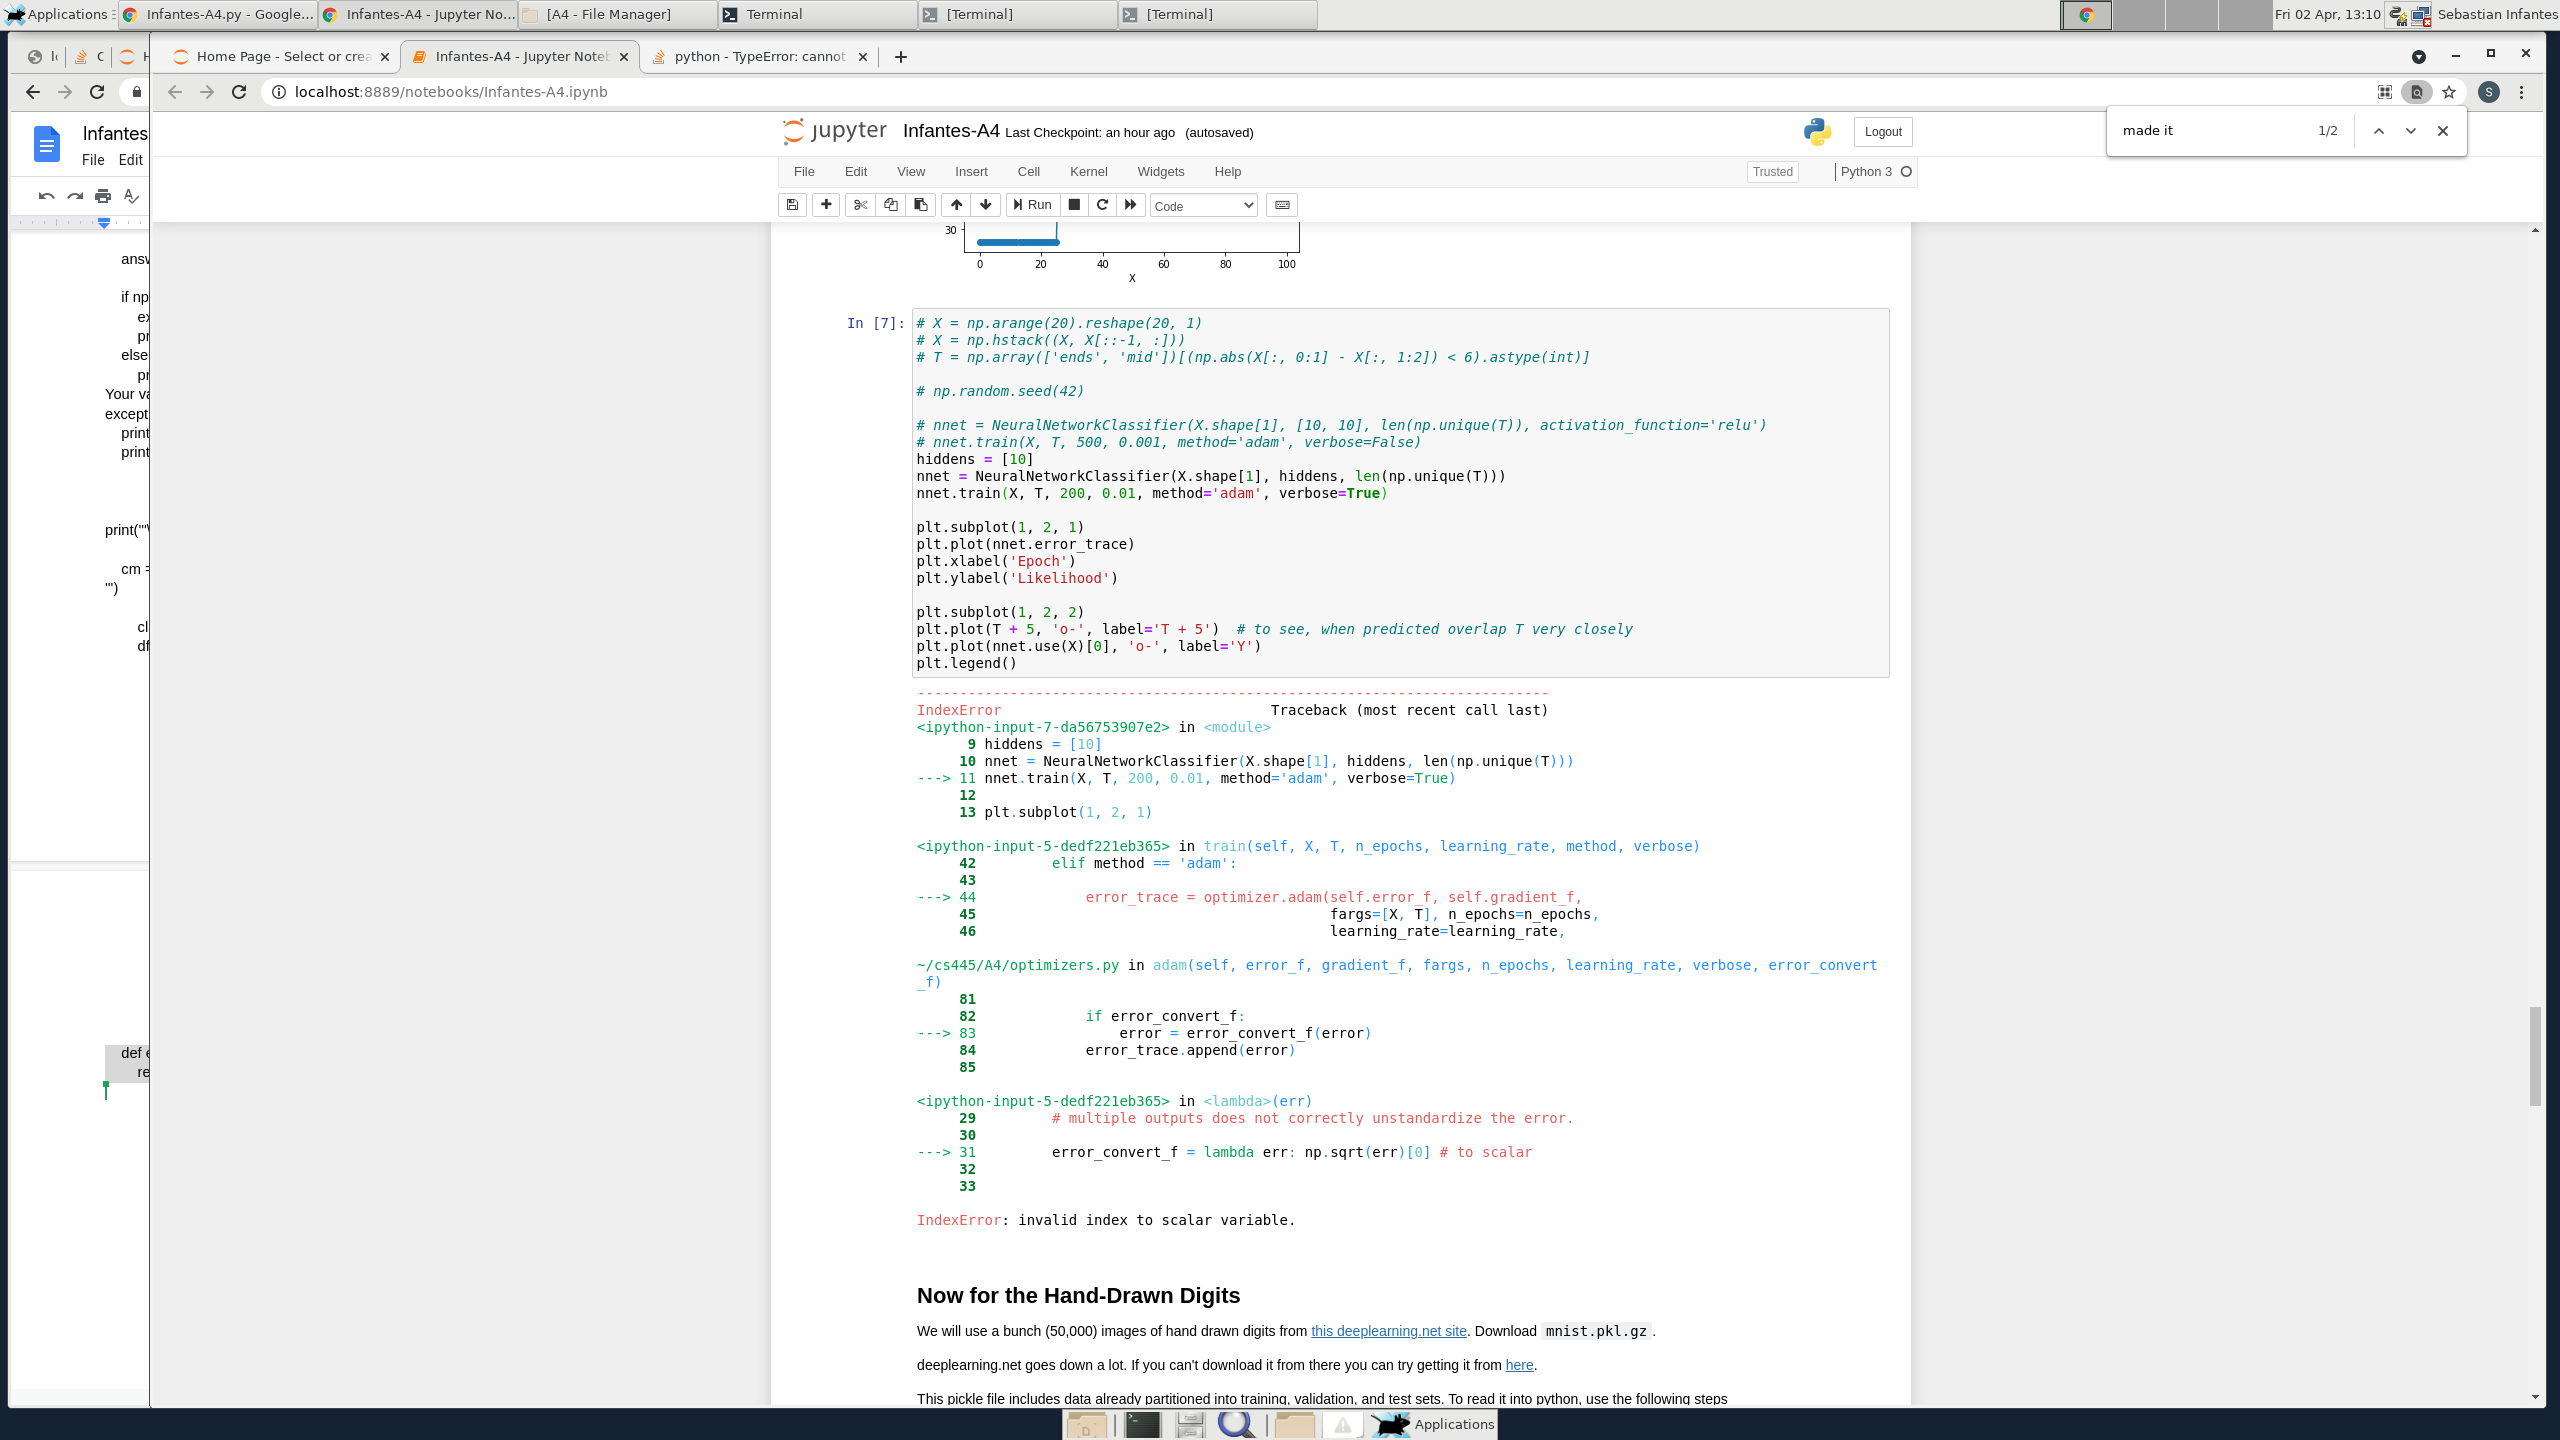 Applications
Infantes-A4.py - Google...
Infantes-A4 - Jupyter No...
[A4 - File Manager]
Terminal
[Terminal]
[Terminal]
Fri 02 Apr, 13:10
Sebastian Infantes
Home Page - Select or crea
Infantes-A4 - Jupyter Noteb
python - TypeError: cannot
localhost:8889/notebooks/Infantes-A4.ipynb
S
made it 1/2
Infantes
File Edit
jupyter Infantes-A4 Last Checkpoint: an hour ago (autosaved)
Logout
File Edit View Insert Cell Kernel Widgets Help
Trusted Python 3
Run Code
answ
if np
ex
pr
else
pr
Your va
except
print
print
print('"\
cm =
'")
cl
df
def e
re
30
0 20 40 60 80 100
X
In [7]:
# X = np.arange(20).reshape(20, 1)
# X = np.hstack((X, X[::-1, :]))
# T = np.array(['ends', 'mid'])[(np.abs(X[:, 0:1] - X[:, 1:2]) < 6).astype(int)]
# np.random.seed(42)
# nnet = NeuralNetworkClassifier(X.shape[1], [10, 10], len(np.unique(T)), activation_function='relu')
# nnet.train(X, T, 500, 0.001, method='adam', verbose=False)
hiddens = [10]
nnet = NeuralNetworkClassifier(X.shape[1], hiddens, len(np.unique(T)))
nnet.train(X, T, 200, 0.01, method='adam', verbose=True)
plt.subplot(1, 2, 1)
plt.plot(nnet.error_trace)
plt.xlabel('Epoch')
plt.ylabel('Likelihood')
plt.subplot(1, 2, 2)
plt.plot(T + 5, 'o-', label='T + 5')  # to see, when predicted overlap T very closely
plt.plot(nnet.use(X)[0], 'o-', label='Y')
plt.legend()
---------------------------------------------------------------------------
IndexError                                Traceback (most recent call last)
<ipython-input-7-da56753907e2> in <module>
      9 hiddens = [10]
     10 nnet = NeuralNetworkClassifier(X.shape[1], hiddens, len(np.unique(T)))
---> 11 nnet.train(X, T, 200, 0.01, method='adam', verbose=True)
     12
     13 plt.subplot(1, 2, 1)
<ipython-input-5-dedf221eb365> in train(self, X, T, n_epochs, learning_rate, method, verbose)
     42         elif method == 'adam':
     43
---> 44             error_trace = optimizer.adam(self.error_f, self.gradient_f,
     45                                          fargs=[X, T], n_epochs=n_epochs,
     46                                          learning_rate=learning_rate,
~/cs445/A4/optimizers.py in adam(self, error_f, gradient_f, fargs, n_epochs, learning_rate, verbose, error_convert
_f)
     81
     82             if error_convert_f:
---> 83                 error = error_convert_f(error)
     84             error_trace.append(error)
     85
<ipython-input-5-dedf221eb365> in <lambda>(err)
     29         # multiple outputs does not correctly unstandardize the error.
     30
---> 31         error_convert_f = lambda err: np.sqrt(err)[0] # to scalar
     32
     33
IndexError: invalid index to scalar variable.
Now for the Hand-Drawn Digits
We will use a bunch (50,000) images of hand drawn digits from this deeplearning.net site. Download mnist.pkl.gz .
deeplearning.net goes down a lot. If you can't download it from there you can try getting it from here.
This pickle file includes data already partitioned into training, validation, and test sets. To read it into python, use the following steps
Applications